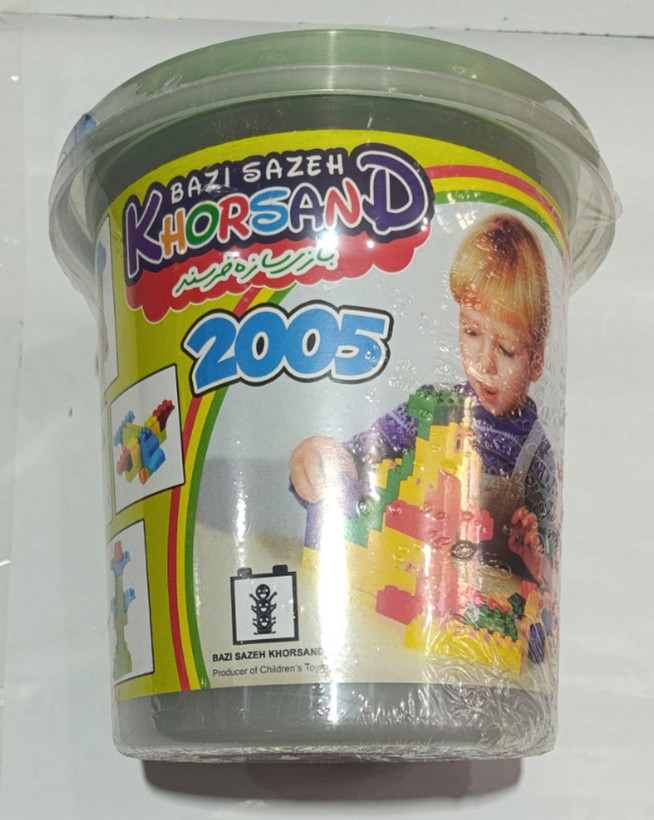 BAZI SAZEH
KHORSAND
بازی سازه خرسند
2005
BAZI SAZEH KHORSAND
Producer of Children's Toys